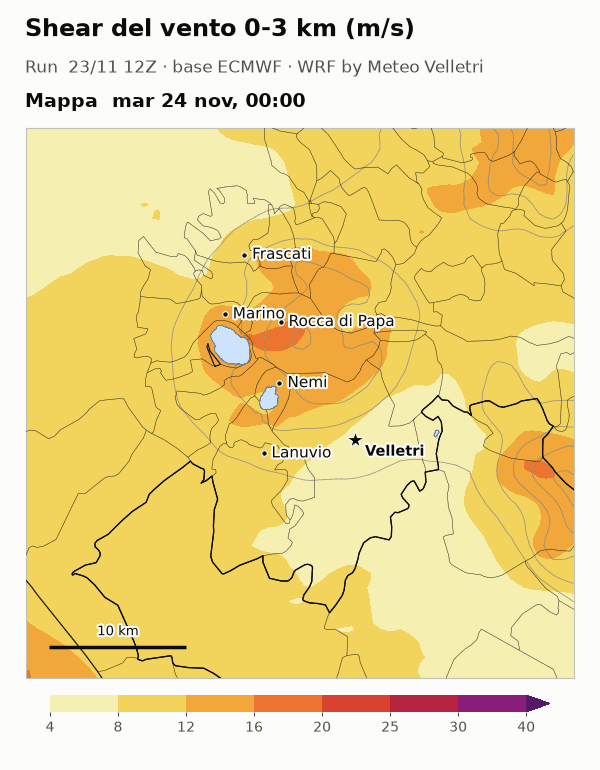 Shear del vento 0-3 km (m/s)
Run  23/11 12Z · base ECMWF · WRF by Meteo Velletri
Mappa  mar 24 nov, 00:00
Frascati
Marino
Rocca di Papa
Nemi
Velletri
Lanuvio
10 km
4 8 12 16 20 25 30 40